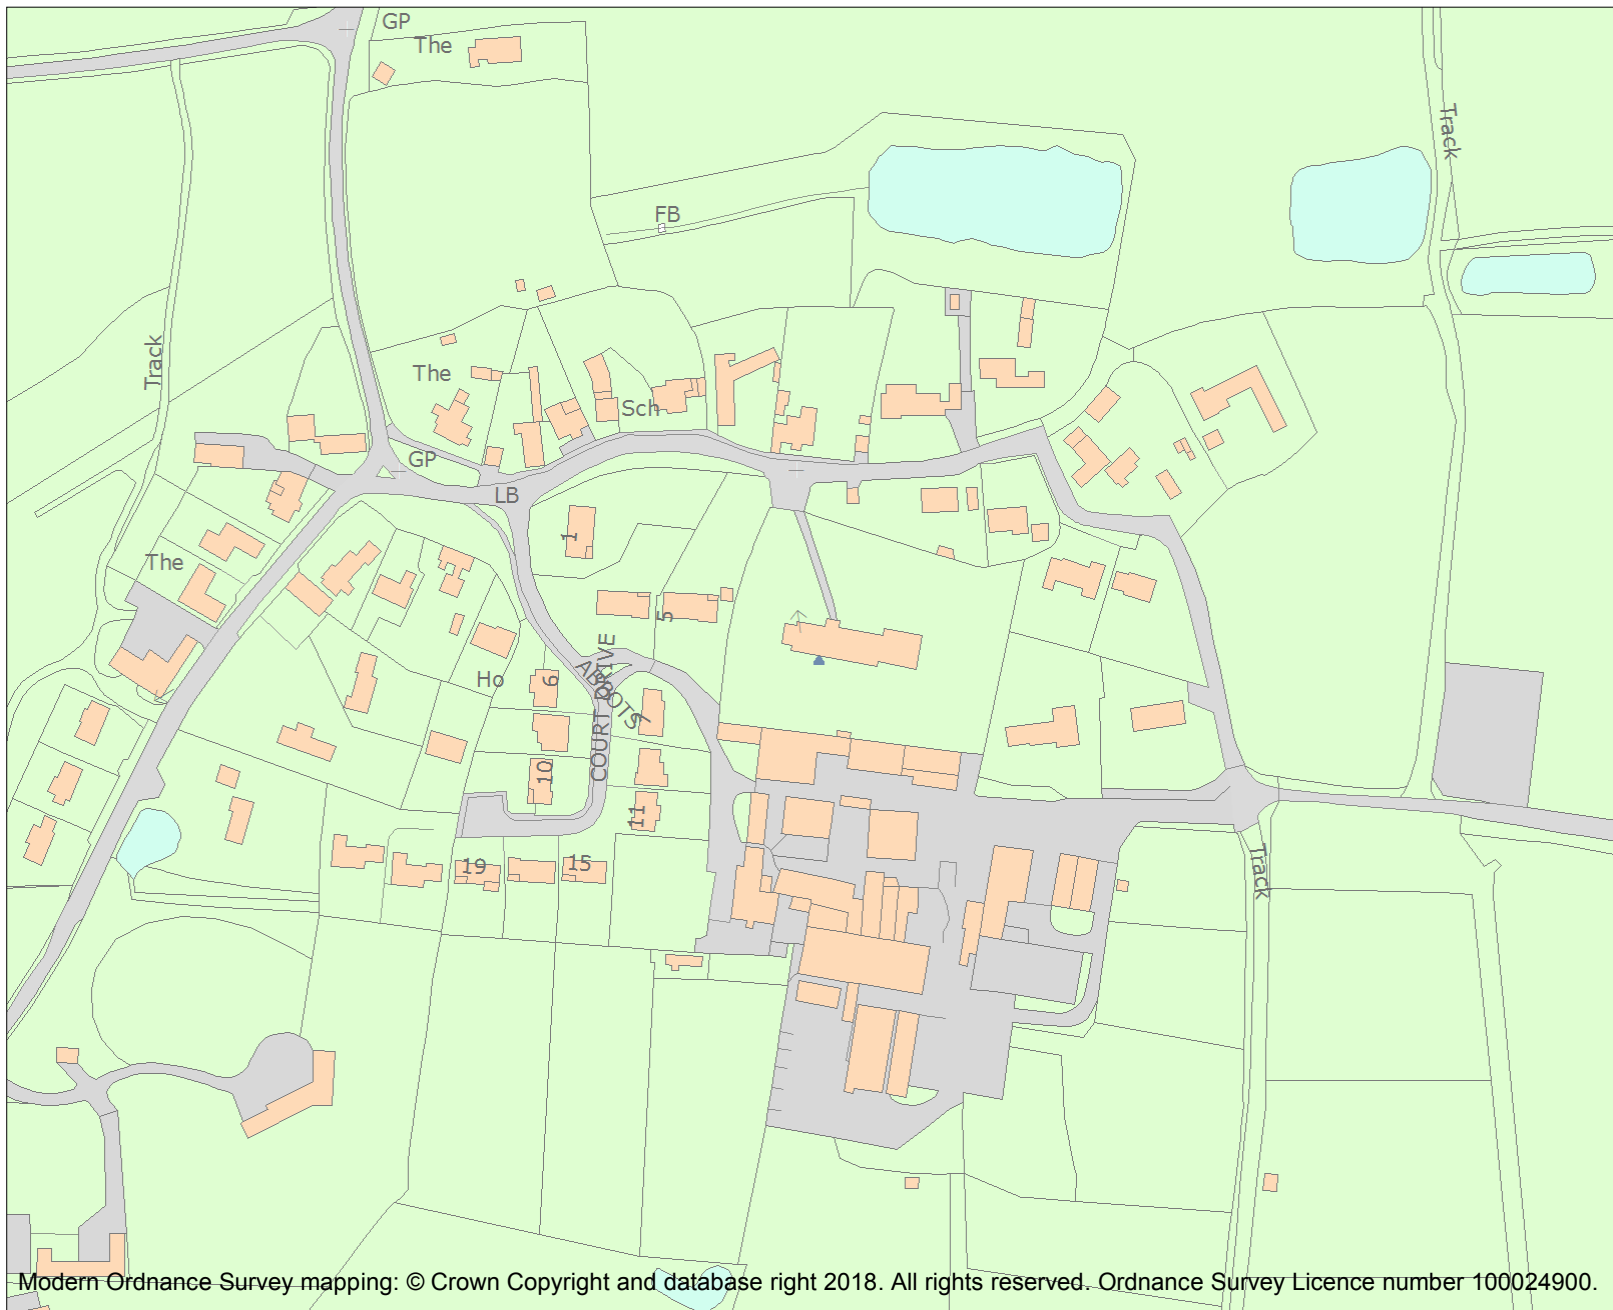 GP
The
Track
FB
Track
The
Sch
GP
LB
1
The
5
Ho
6
ABBOTS
COURT DRIVE
7
10
11
19
15
Track
Modern Ordnance Survey mapping: © Crown Copyright and database right 2018. All rights reserved. Ordnance Survey Licence number 100024900.